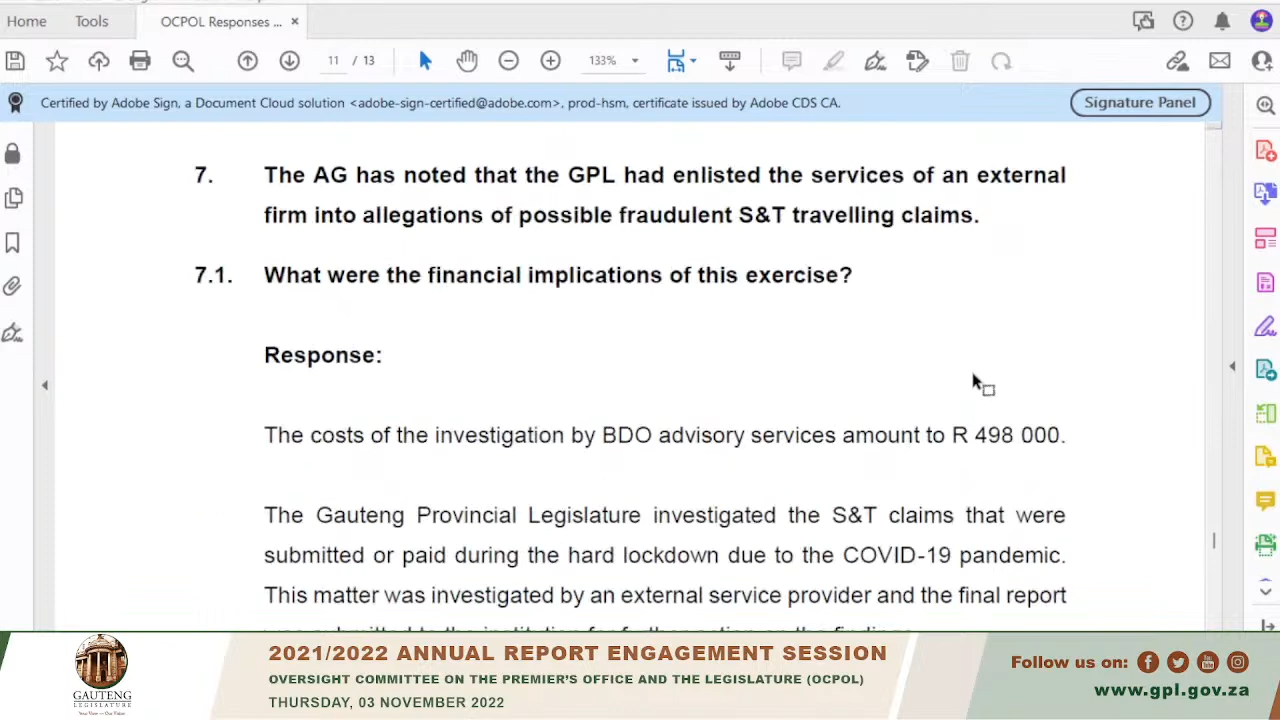 Home Tools OCPOL Responses ... ×
11 / 13 133%
Certified by Adobe Sign, a Document Cloud solution <adobe-sign-certified@adobe.com>, prod-hsm, certificate issued by Adobe CDS CA.
Signature Panel
7. The AG has noted that the GPL had enlisted the services of an external
firm into allegations of possible fraudulent S&T travelling claims.
7.1. What were the financial implications of this exercise?
Response:
The costs of the investigation by BDO advisory services amount to R 498 000.
The Gauteng Provincial Legislature investigated the S&T claims that were
submitted or paid during the hard lockdown due to the COVID-19 pandemic.
This matter was investigated by an external service provider and the final report
GAUTENG
LEGISLATURE
2021/2022 ANNUAL REPORT ENGAGEMENT SESSION
OVERSIGHT COMMITTEE ON THE PREMIER'S OFFICE AND THE LEGISLATURE (OCPOL)
THURSDAY, 03 NOVEMBER 2022
Follow us on:
www.gpl.gov.za